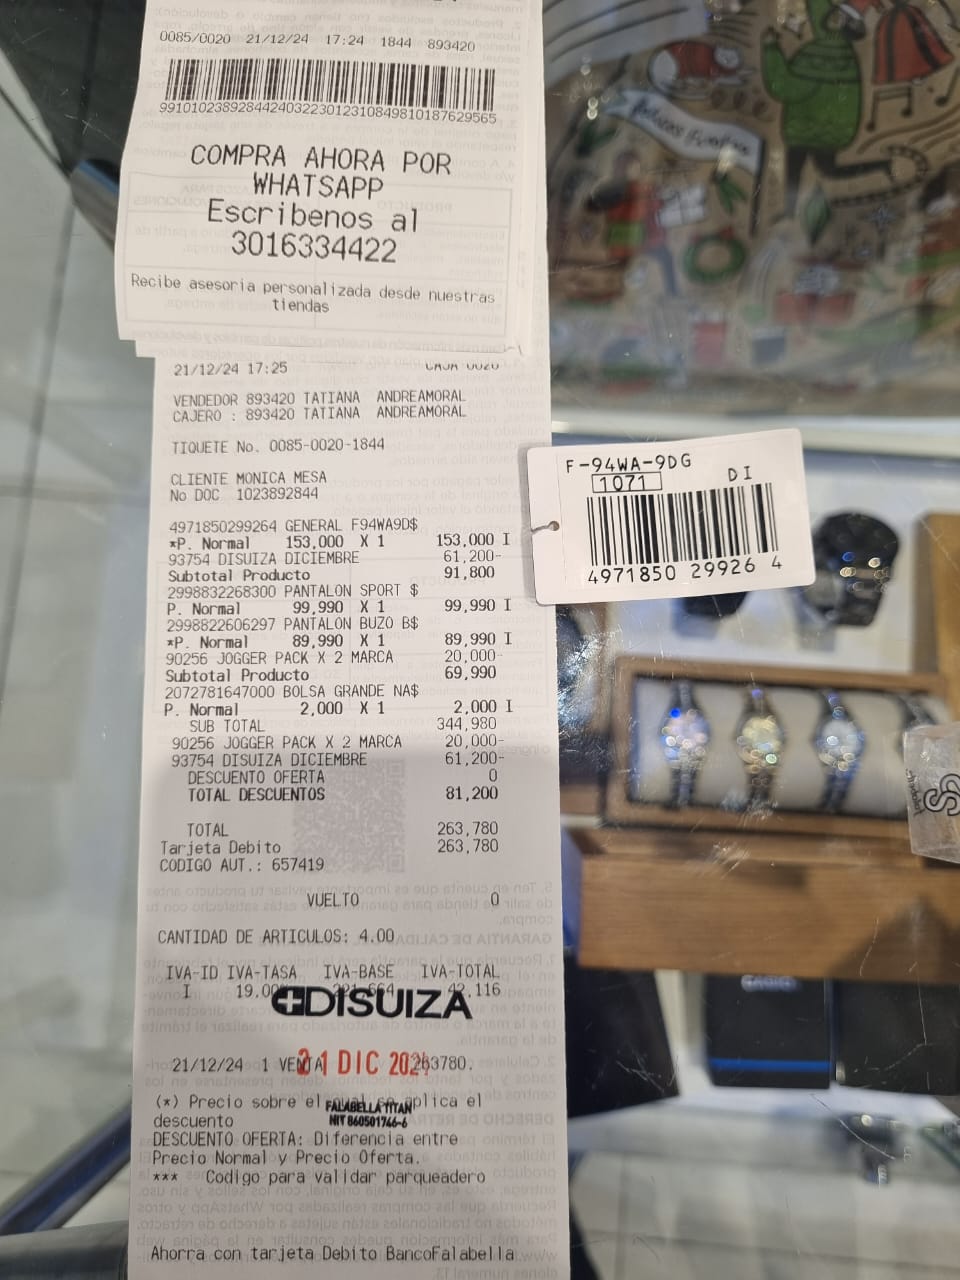 0085/0020 21/12/24 17:24 1844 893420
991010238928442403223012310849810187629565
COMPRA AHORA POR
WHATSAPP
Escribenos al
3016334422
Recibe asesoria personalizada desde nuestras
tiendas
21/12/24 17:25 CAJA 0020
VENDEDOR 893420 TATIANA ANDREAMORAL
CAJERO : 893420 TATIANA ANDREAMORAL
TIQUETE No. 0085-0020-1844
CLIENTE MONICA MESA
No DOC 1023892844
4971850299264 GENERAL F94WA9D$
*P. Normal 153,000 X 1 153,000 I
93754 DISUIZA DICIEMBRE 61,200-
Subtotal Producto 91,800
2998832268300 PANTALON SPORT $
P. Normal 99,990 X 1 99,990 I
2998822606297 PANTALON BUZO B$
*P. Normal 89,990 X 1 89,990 I
90256 JOGGER PACK X 2 MARCA 20,000-
Subtotal Producto 69,990
2072781647000 BOLSA GRANDE NA$
P. Normal 2,000 X 1 2,000 I
SUB TOTAL 344,980
90256 JOGGER PACK X 2 MARCA 20,000-
93754 DISUIZA DICIEMBRE 61,200-
DESCUENTO OFERTA 0
TOTAL DESCUENTOS 81,200
TOTAL 263,780
Tarjeta Debito 263,780
CODIGO AUT.: 657419
VUELTO 0
CANTIDAD DE ARTICULOS: 4.00
IVA-ID IVA-TASA IVA-BASE IVA-TOTAL
I 19.00 42,116
DISUIZA
21/12/24 1 VENTA 263780.
21 DIC 2024
(*) Precio sobre el que se aplica el
descuento
FALABELLA TITAN
NIT 860501746-6
DESCUENTO OFERTA: Diferencia entre
Precio Normal y Precio Oferta.
*** Codigo para validar parqueadero
Ahorra con tarjeta Debito BancoFalabella
F-94WA-9DG
1071 DI
4971850 29926 4
CASIO